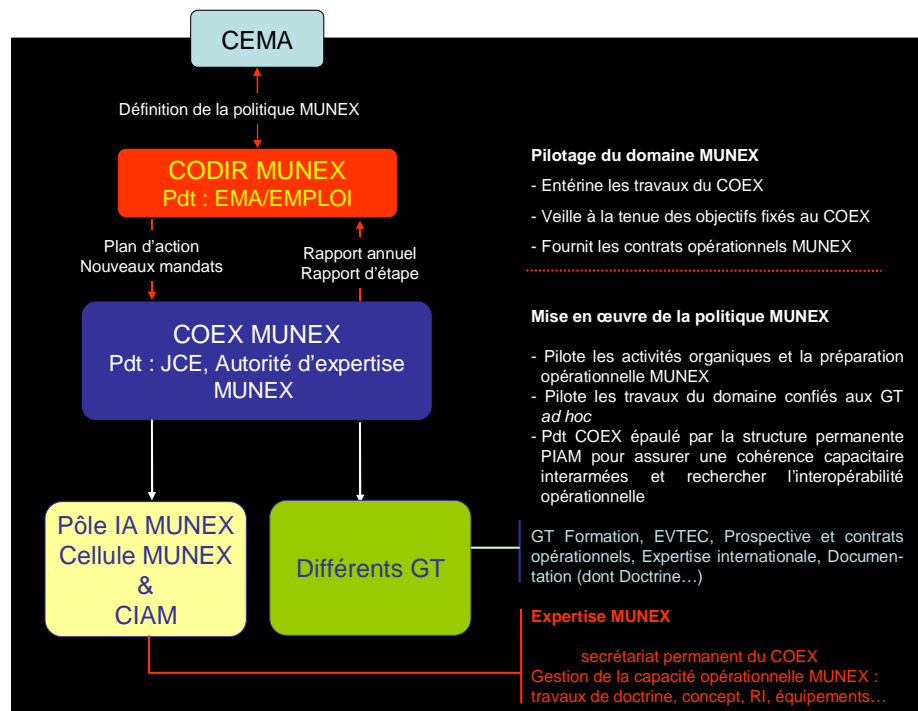 CEMA
Définition de la politique MUNEX
CODIR MUNEX
Pdt : EMA/EMPLOI
Plan d'action
Nouveaux mandats
Rapport annuel
Rapport d'étape
COEX MUNEX
Pdt : JCE, Autorité d'expertise
MUNEX
Pôle IA MUNEX
Cellule MUNEX
&
CIAM
Différents GT
Pilotage du domaine MUNEX
- Entérine les travaux du COEX
- Veille à la tenue des objectifs fixés au COEX
- Fournit les contrats opérationnels MUNEX
Mise en œuvre de la politique MUNEX
- Pilote les activités organiques et la préparation
opérationnelle MUNEX
- Pilote les travaux du domaine confiés aux GT
ad hoc
- Pdt COEX épaulé par la structure permanente
PIAM pour assurer une cohérence capacitaire
interarmées et rechercher l'interopérabilité
opérationnelle
GT Formation, EVTEC, Prospective et contrats
opérationnels, Expertise internationale, Documen-
tation (dont Doctrine…)
Expertise MUNEX
secrétariat permanent du COEX
Gestion de la capacité opérationnelle MUNEX :
travaux de doctrine, concept, RI, équipements…